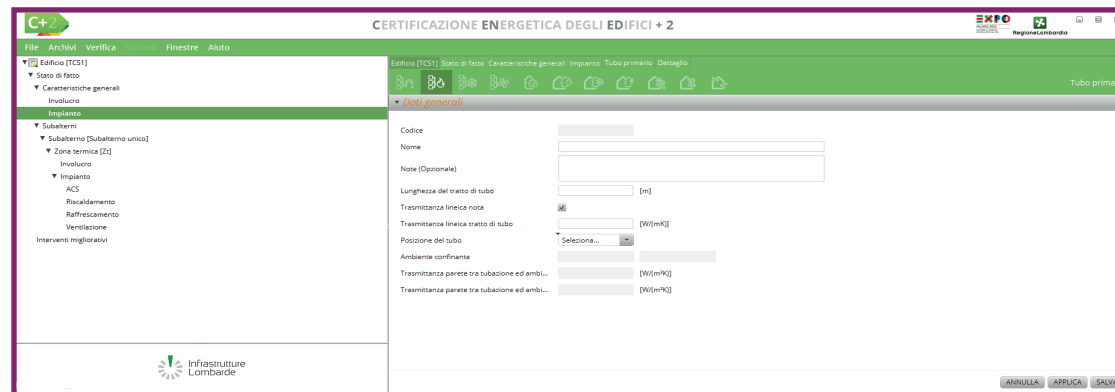 C+2
CERTIFICAZIONE ENERGETICA DEGLI EDIFICI + 2
EXPO
RegioneLombardia
File Archivi Verifica Finestre Aiuto
Edificio [TCS1]
Stato di fatto
Caratteristiche generali
Involucro
Impianto
Subalterni
Subalterno [Subalterno unico]
Zona termica [Zt]
Involucro
Impianto
ACS
Riscaldamento
Raffrescamento
Ventilazione
Interventi migliorativi
Infrastrutture
Lombarde
Edificio [TCS1] Stato di fatto Caratteristiche generali Impianto Tubo primario Dettaglio
Tubo prima
Dati generali
Codice
Nome
Note (Opzionale)
Lunghezza del tratto di tubo [m]
Trasmittanza lineica nota
Trasmittanza lineica tratto di tubo [W/(mK)]
Posizione del tubo Seleziona...
Ambiente confinante
Trasmittanza parete tra tubazione ed ambi... [W/(m²K)]
Trasmittanza parete tra tubazione ed ambi... [W/(m²K)]
ANNULLA APPLICA SALVA